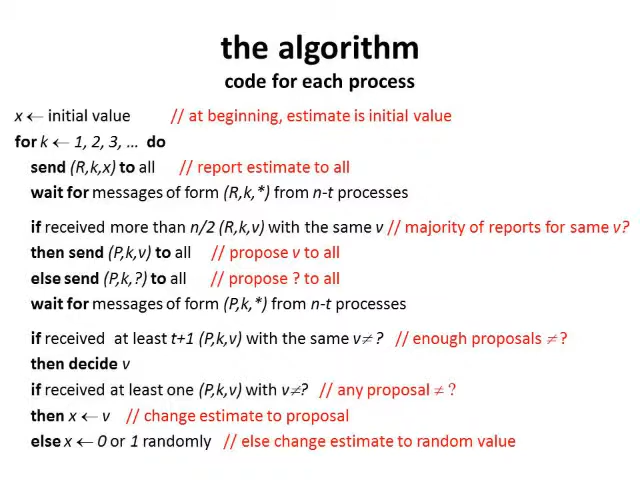 the algorithm
code for each process
x ← initial value // at beginning, estimate is initial value
for k ← 1, 2, 3, ... do
send (R,k,x) to all // report estimate to all
wait for messages of form (R,k,*) from n-t processes
if received more than n/2 (R,k,v) with the same v // majority of reports for same v?
then send (P,k,v) to all // propose v to all
else send (P,k,?) to all // propose ? to all
wait for messages of form (P,k,*) from n-t processes
if received at least t+1 (P,k,v) with the same v≠ ? // enough proposals ≠?
then decide v
if received at least one (P,k,v) with v≠? // any proposal ≠ ?
then x ← v // change estimate to proposal
else x ← 0 or 1 randomly // else change estimate to random value